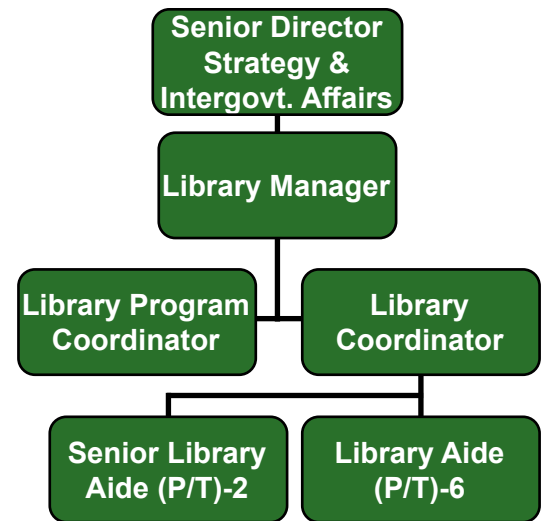 Senior Director
Strategy &
Intergovt. Affairs
Library Manager
Library Program
Coordinator
Library
Coordinator
Senior Library
Aide (P/T)-2
Library Aide
(P/T)-6